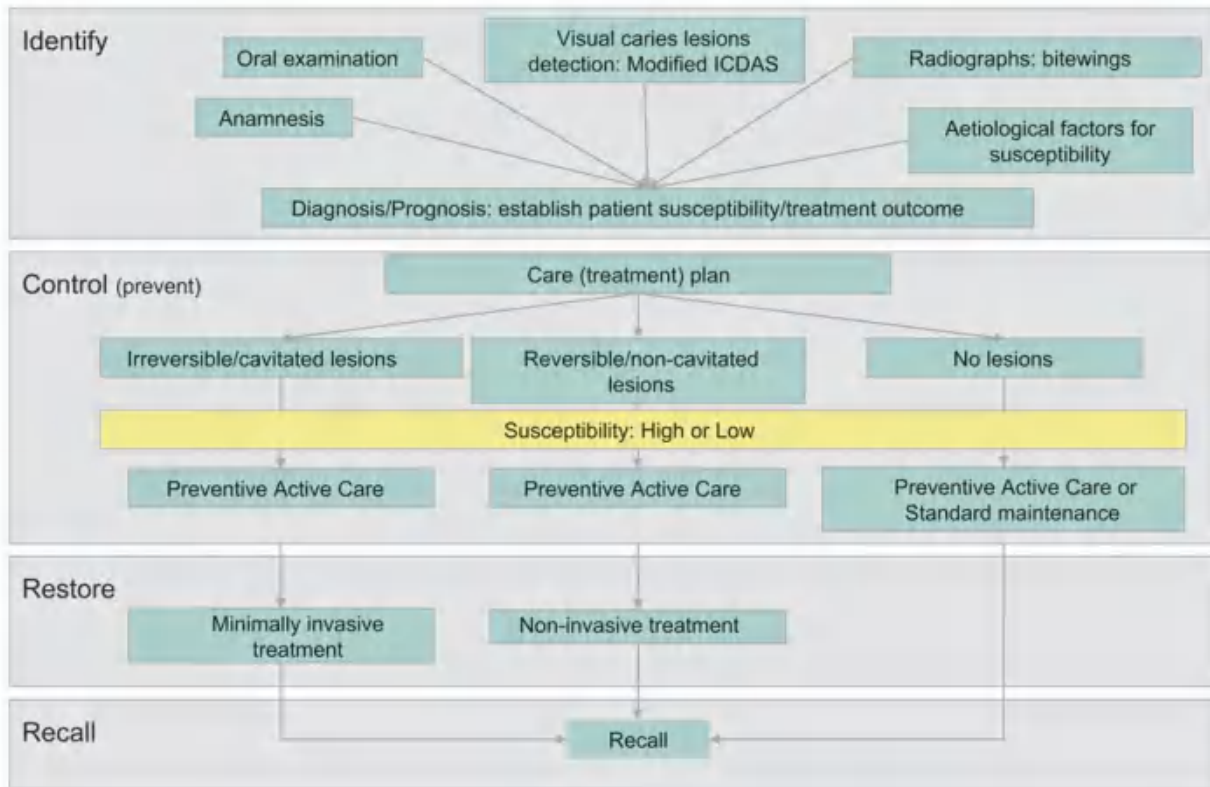 Identify
Oral examination
Visual caries lesions
detection: Modified ICDAS
Radiographs: bitewings
Anamnesis
Aetiological factors for
susceptibility
Diagnosis/Prognosis: establish patient susceptibility/treatment outcome
Control (prevent)
Care (treatment) plan
Irreversible/cavitated lesions
Reversible/non-cavitated
lesions
No lesions
Susceptibility: High or Low
Preventive Active Care
Preventive Active Care
Preventive Active Care or
Standard maintenance
Restore
Minimally invasive
treatment
Non-invasive treatment
Recall
Recall